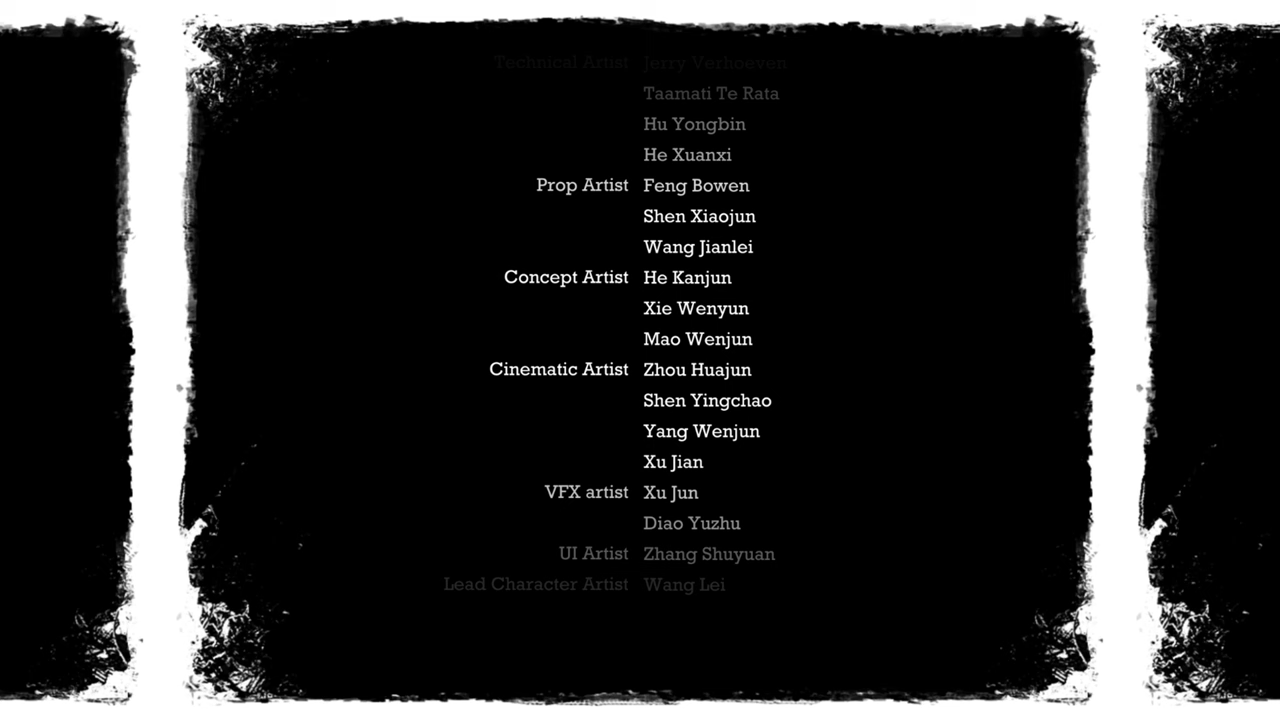 Technical Artist Jerry Verhoeven
Taamati Te Rata
Hu Yongbin
He Xuanxi
Prop Artist Feng Bowen
Shen Xiaojun
Wang Jianlei
Concept Artist He Kanjun
Xie Wenyun
Mao Wenjun
Cinematic Artist Zhou Huajun
Shen Yingchao
Yang Wenjun
Xu Jian
VFX artist Xu Jun
Diao Yuzhu
UI Artist Zhang Shuyuan
Lead Character Artist Wang Lei